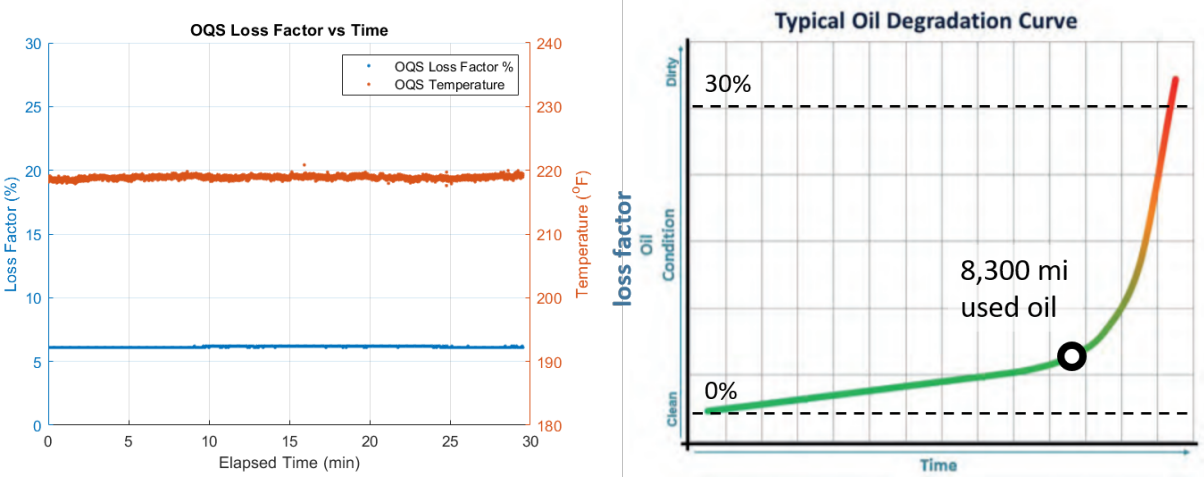 OQS Loss Factor vs Time
OQS Loss Factor %
OQS Temperature
30
25
20
15
10
5
0
Loss Factor (%)
240
230
220
210
200
190
180
Temperature (°F)
0
5
10
15
20
25
30
Elapsed Time (min)
Typical Oil Degradation Curve
loss factor
Oil
Condition
Dirty
Clean
30%
0%
8,300 mi
used oil
Time